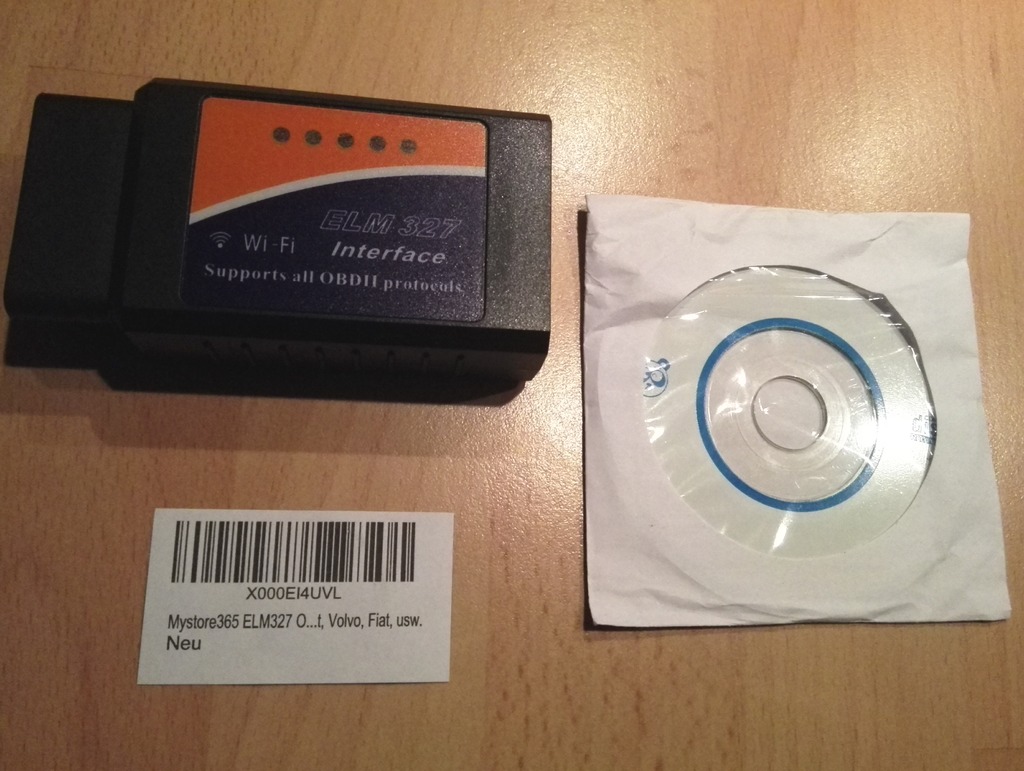 ELM 327
Wi-Fi
Interface
Supports all OBDII protocols
X000EI4UVL
Mystore365 ELM327 O...t, Volvo, Fiat, usw.
Neu